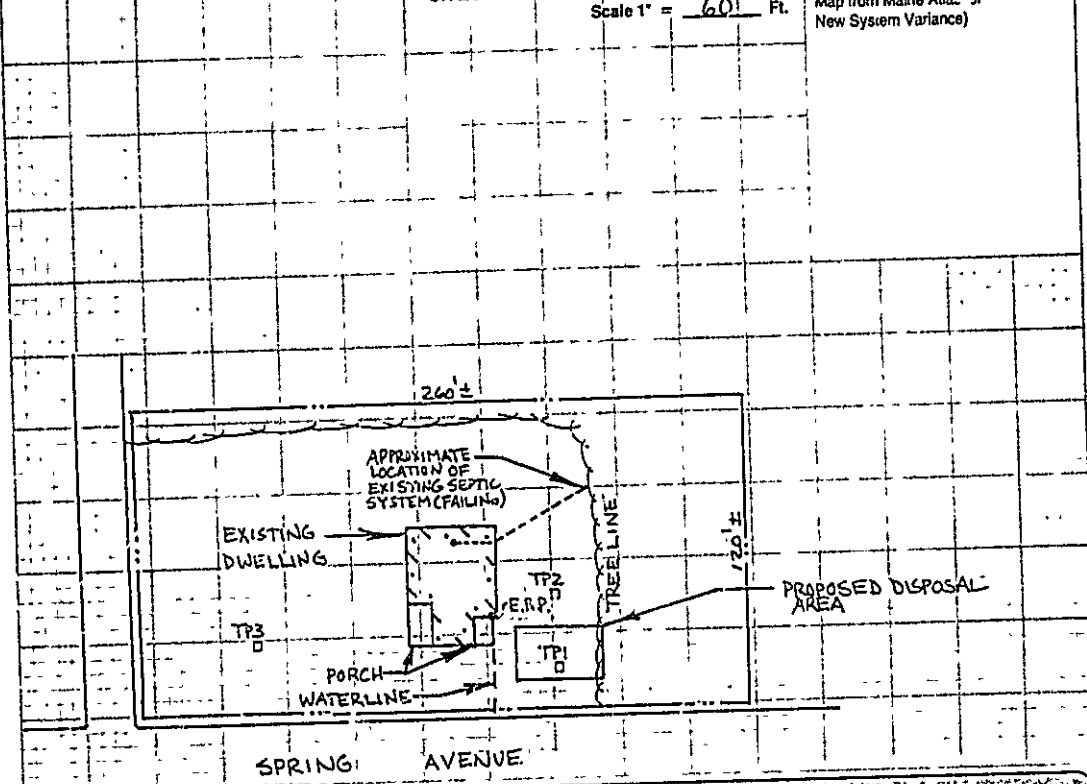 Scale 1" = 60' Ft.
Map from Maine
New System Variance)
260'±
APPROXIMATE
LOCATION OF
EXISTING SEPTIC
SYSTEM (FAILING)
EXISTING
DWELLING
TREELINE
120'±
TP2
E.R.P.
PROPOSED DISPOSAL
AREA
TP3
TP1
PORCH
WATERLINE
SPRING AVENUE